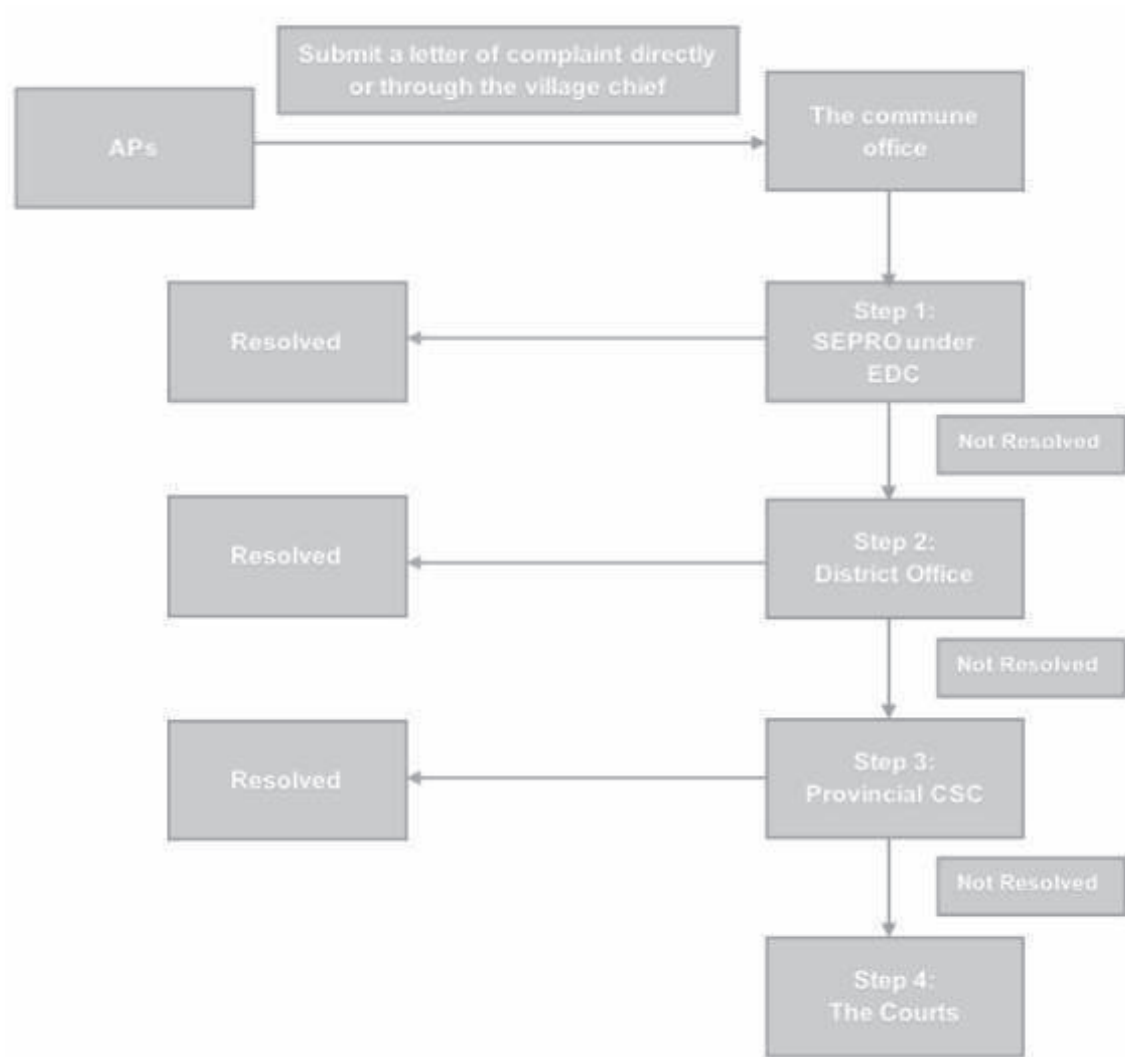 Submit a letter of complaint directly
or through the village chief
APs
The commune
office
Resolved
Step 1:
SEPRO under
EDC
Not Resolved
Resolved
Step 2:
District Office
Not Resolved
Resolved
Step 3:
Provincial CSC
Not Resolved
Step 4:
The Courts